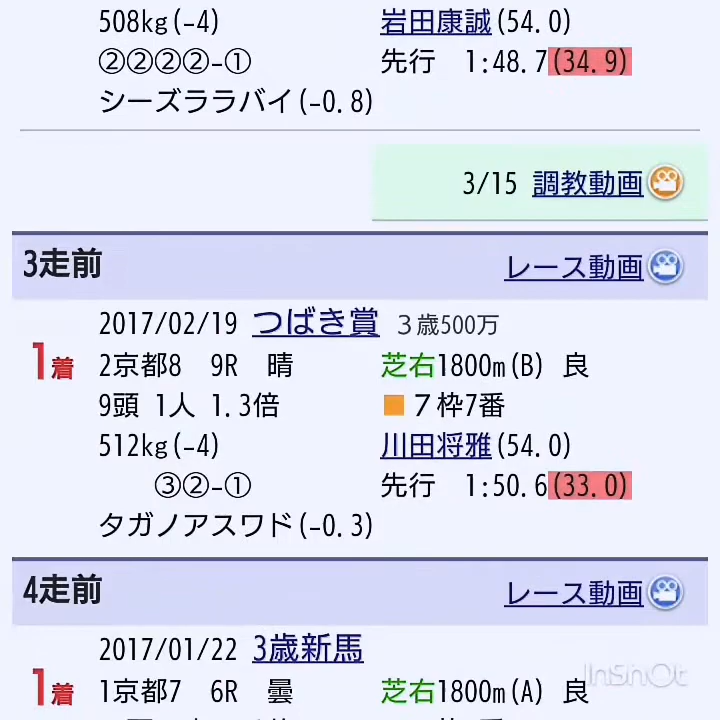 508kg(-4) 岩田康誠(54.0)
②②②②-① 先行 1:48.7(34.9)
シーズララバイ(-0.8)
3/15 調教動画
3走前 レース動画
2017/02/19 つばき賞 3歳500万
1着 2京都8 9R 晴 芝右1800m(B) 良
9頭 1人 1.3倍 7枠7番
512kg(-4) 川田将雅(54.0)
③②-① 先行 1:50.6(33.0)
タガノアスワド(-0.3)
4走前 レース動画
2017/01/22 3歳新馬
1着 1京都7 6R 曇 芝右1800m(A) 良
InShOt